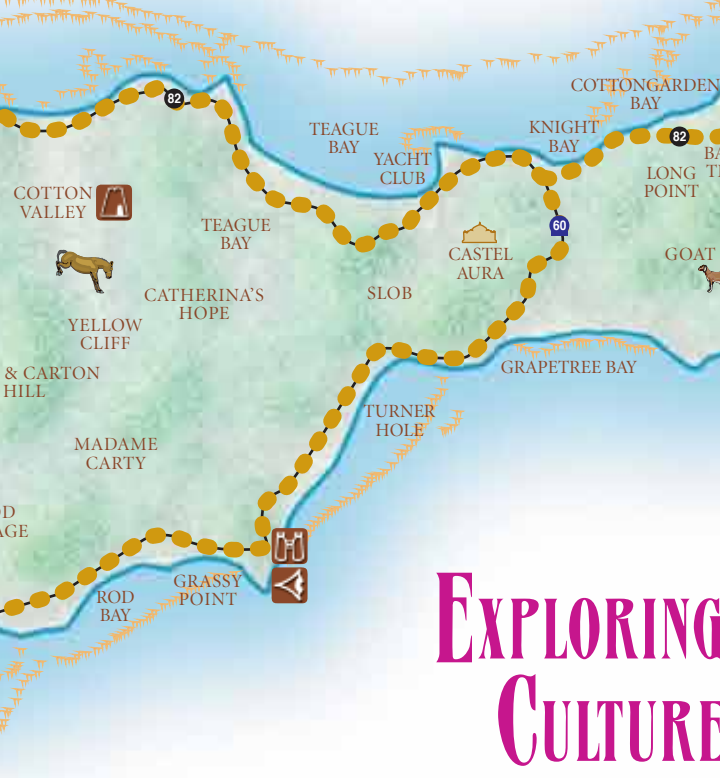 82
COTTONGARDEN
BAY
TEAGUE
BAY
KNIGHT
BAY
82
YACHT
CLUB
LONG
POINT
COTTON
VALLEY
TEAGUE
BAY
60
CASTEL
AURA
GOAT
CATHERINA'S
HOPE
SLOB
YELLOW
CLIFF
& CARTON
HILL
GRAPETREE BAY
TURNER
HOLE
MADAME
CARTY
GRASSY
POINT
ROD
BAY
EXPLORING
CULTURE